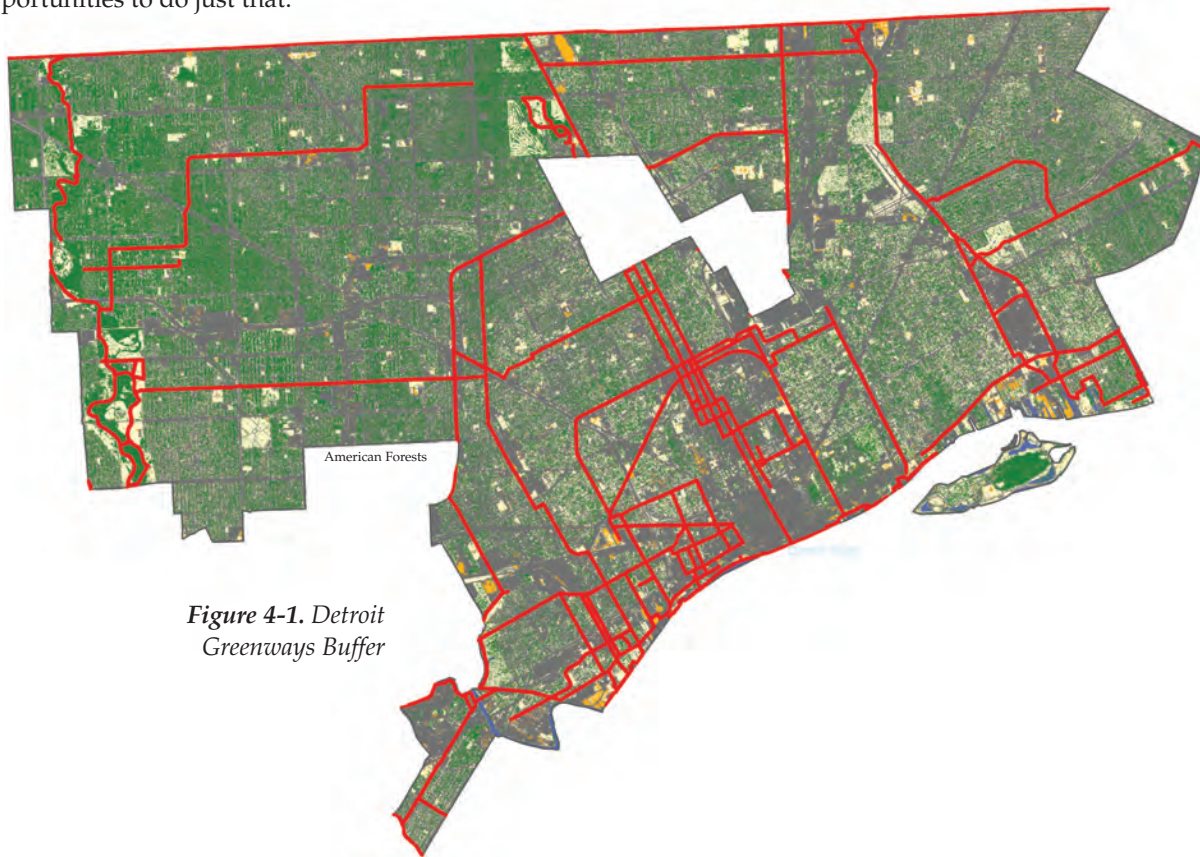 portunities to do just that.
American Forests
Figure 4-1. Detroit
Greenways Buffer